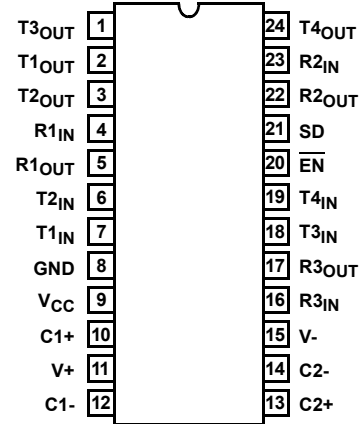 T3OUT 1 24 T4OUT
T1OUT 2 23 R2IN
T2OUT 3 22 R2OUT
R1IN 4 21 SD
R1OUT 5 20 EN
T2IN 6 19 T4IN
T1IN 7 18 T3IN
GND 8 17 R3OUT
VCC 9 16 R3IN
C1+ 10 15 V-
V+ 11 14 C2-
C1- 12 13 C2+